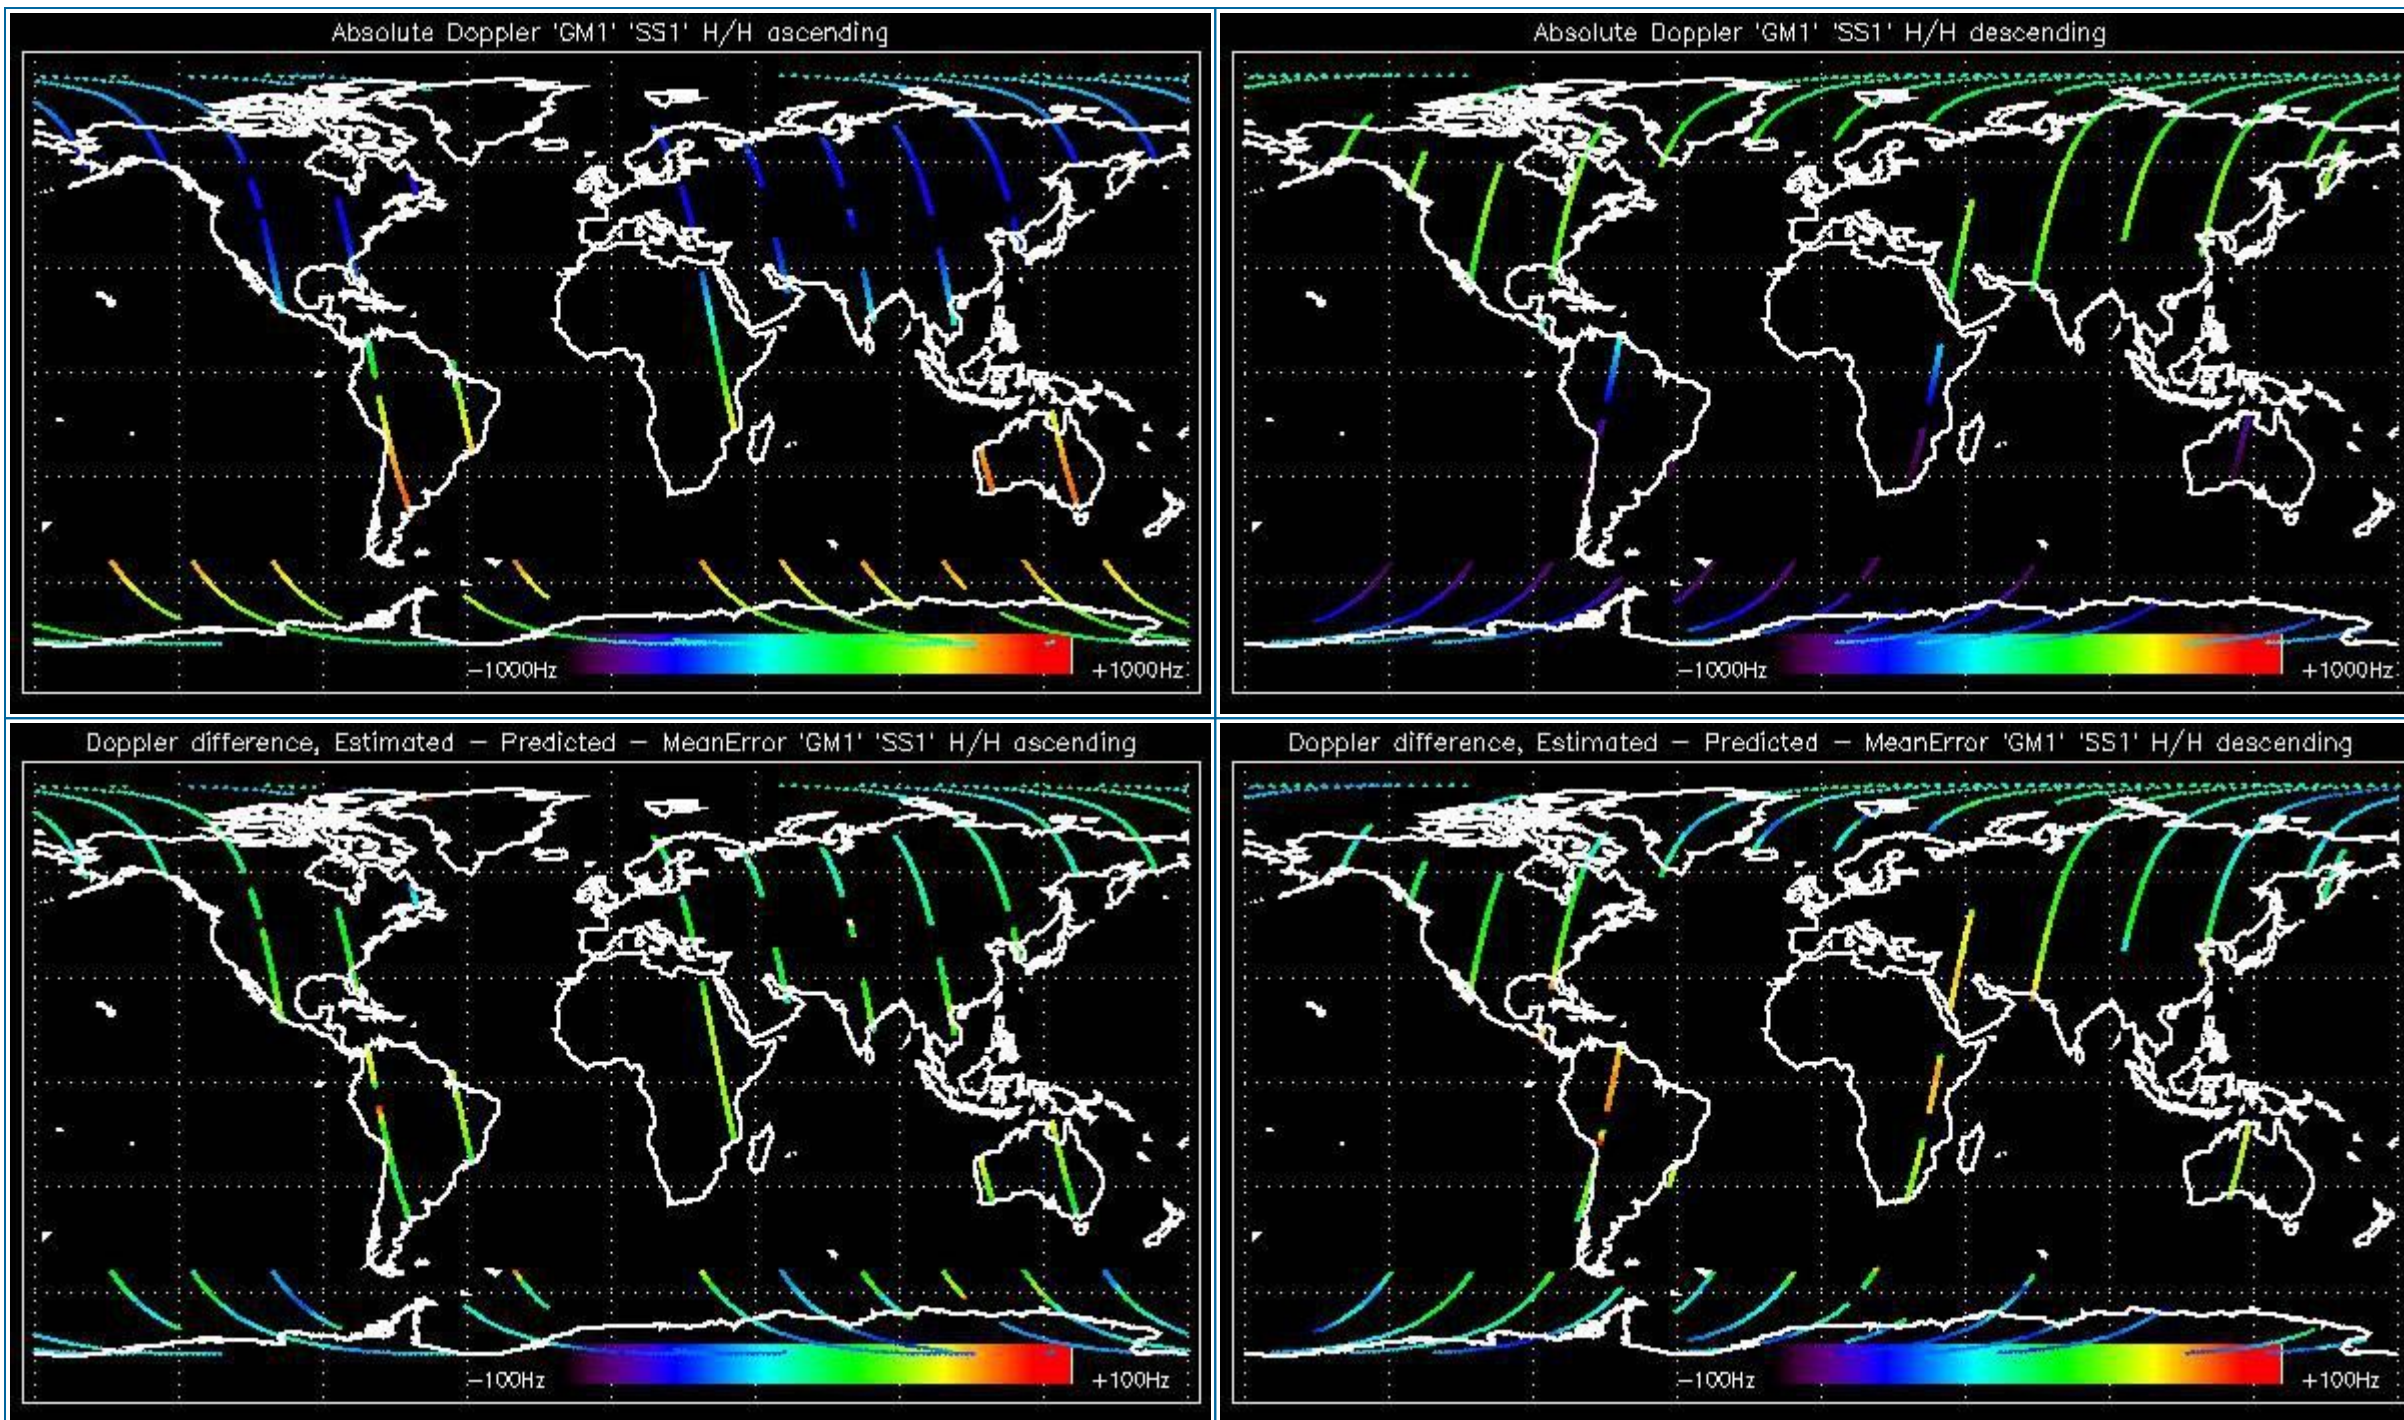 Absolute Doppler 'GM1' 'SS1' H/H ascending
−1000Hz
+1000Hz
Absolute Doppler 'GM1' 'SS1' H/H descending
−1000Hz
+1000Hz
Doppler difference, Estimated − Predicted − MeanError 'GM1' 'SS1' H/H ascending
−100Hz
+100Hz
Doppler difference, Estimated − Predicted − MeanError 'GM1' 'SS1' H/H descending
−100Hz
+100Hz